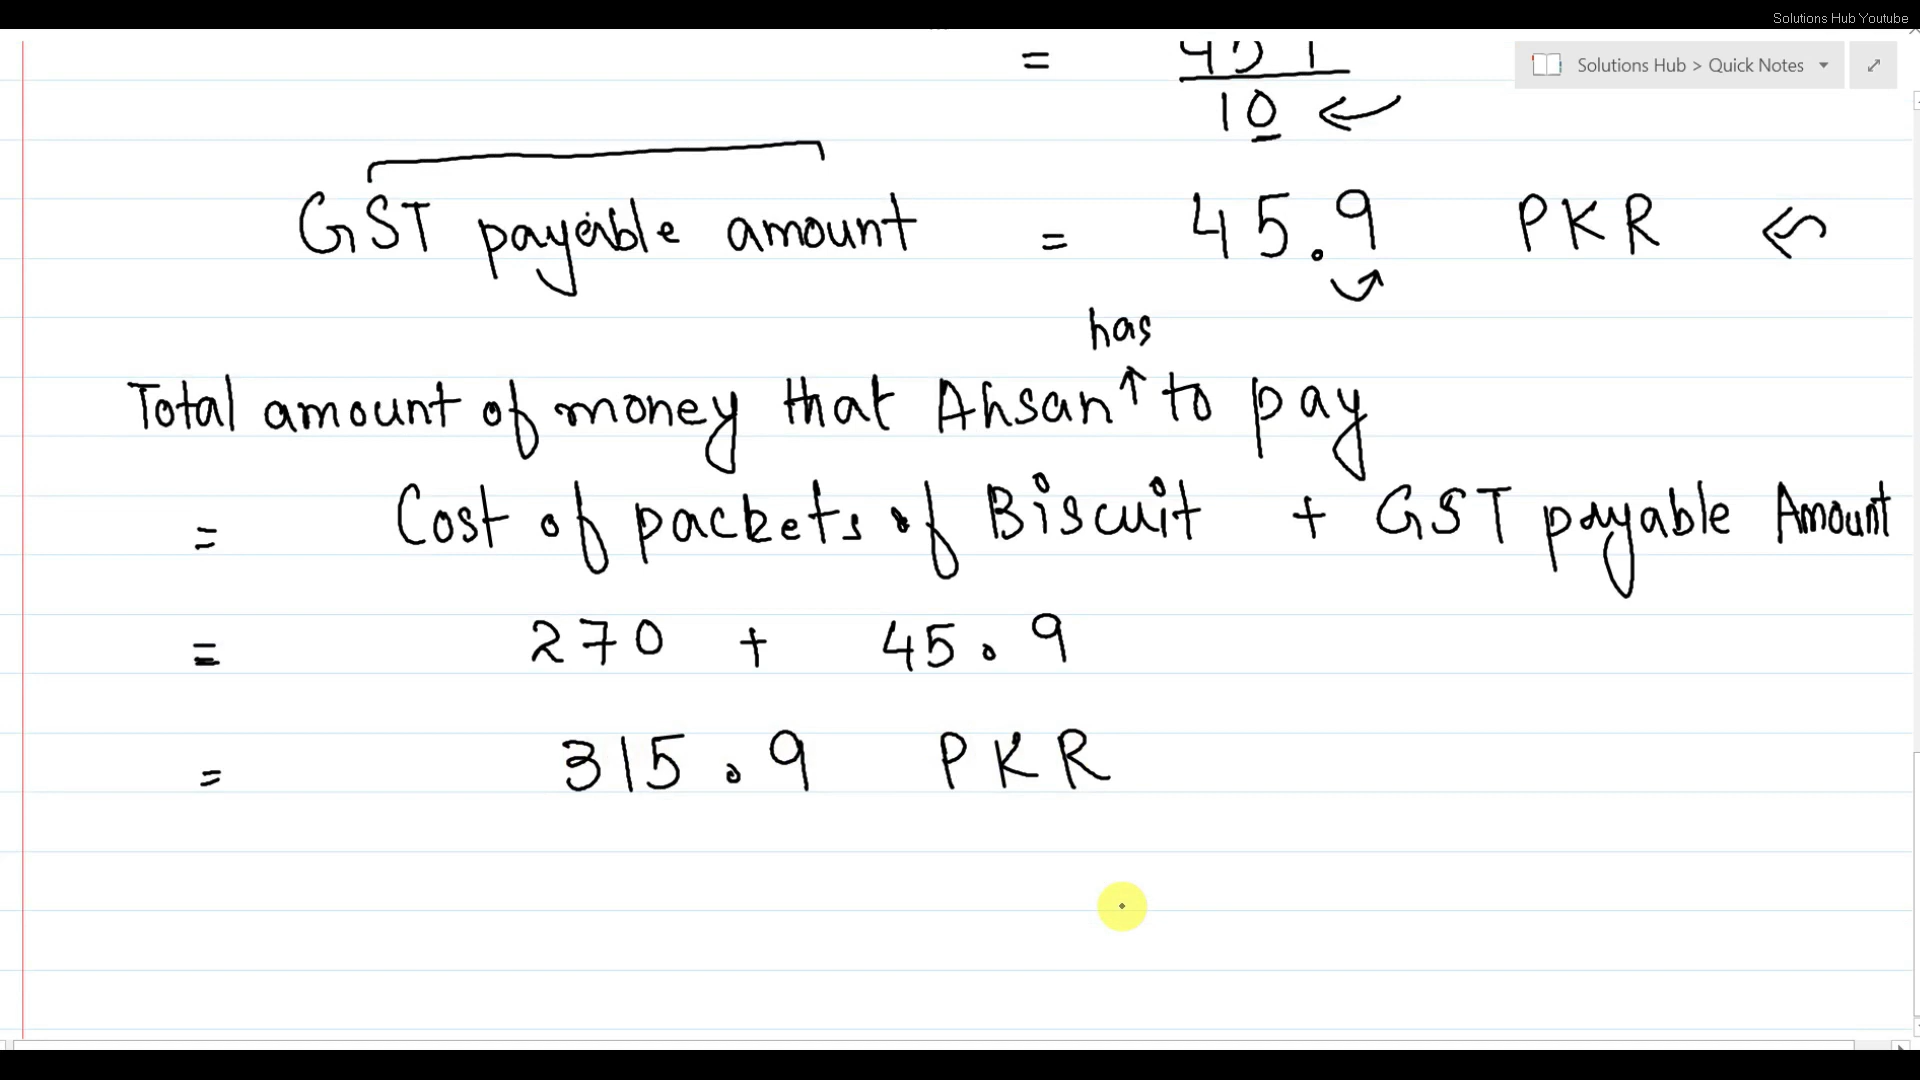 Solutions Hub Youtube
Solutions Hub > Quick Notes
=
10
GST payable amount = 45.9 PKR
has
Total amount of money that Ahsan to pay
= Cost of packets of Biscuit + GST payable Amount
= 270 + 45.9
= 315.9 PKR